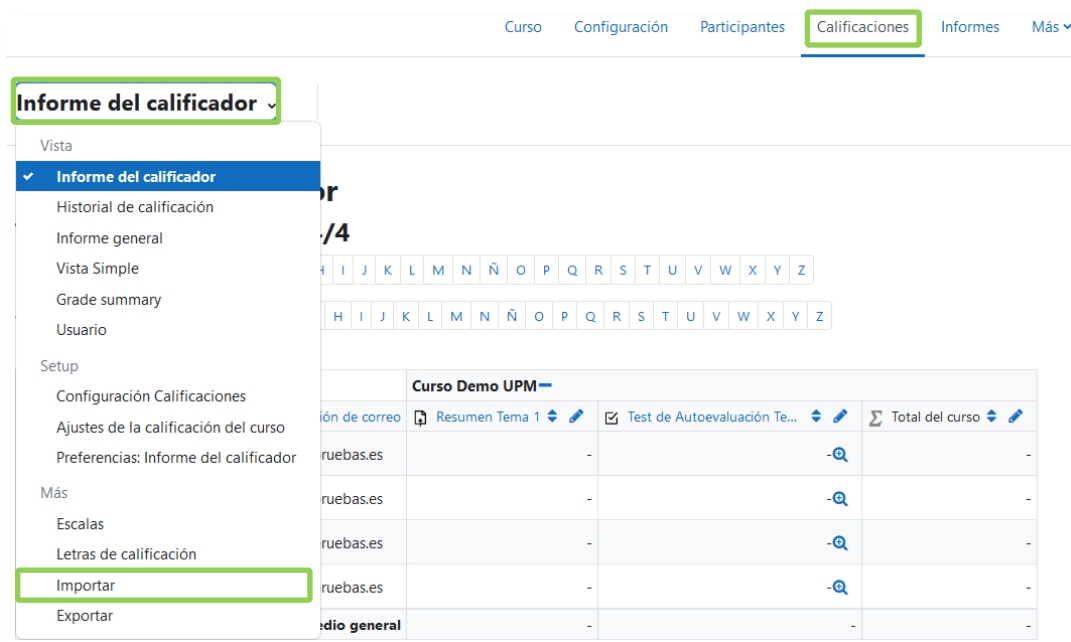 Curso Configuración Participantes Calificaciones Informes Más
Informe del calificador
Vista
Informe del calificador
Historial de calificación
Informe general
Vista Simple
Grade summary
Usuario
Setup
Configuración Calificaciones
Ajustes de la calificación del curso
Preferencias: Informe del calificador
Más
Escalas
Letras de calificación
Importar
Exportar
/4
I J K L M N Ñ O P Q R S T U V W X Y Z
H I J K L M N Ñ O P Q R S T U V W X Y Z
Curso Demo UPM
ión de correo Resumen Tema 1 Test de Autoevaluación Te... Total del curso
ruebas.es - - -
ruebas.es - - -
ruebas.es - - -
ruebas.es - - -
edio general - - -